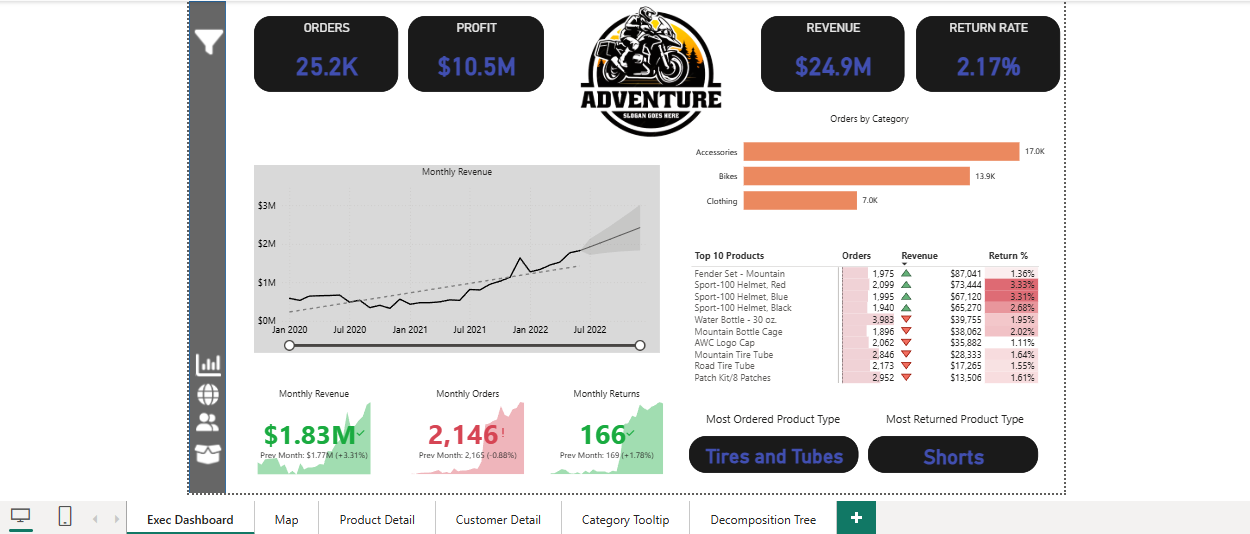 ORDERS
25.2K
PROFIT
$10.5M
ADVENTURE
SLOGAN GOES HERE
REVENUE
$24.9M
RETURN RATE
2.17%
Orders by Category
Accessories 17.0K
Bikes 13.9K
Clothing 7.0K
Monthly Revenue
$3M
$2M
$1M
$0M
Jan 2020 Jul 2020 Jan 2021 Jul 2021 Jan 2022 Jul 2022
Top 10 Products Orders Revenue Return %
Fender Set - Mountain 1,975 $87,041 1.36%
Sport-100 Helmet, Red 2,099 $73,444 3.33%
Sport-100 Helmet, Blue 1,995 $67,120 3.31%
Sport-100 Helmet, Black 1,940 $65,270 2.68%
Water Bottle - 30 oz. 3,983 $39,755 1.95%
Mountain Bottle Cage 1,896 $38,062 2.02%
AWC Logo Cap 2,062 $35,882 1.11%
Mountain Tire Tube 2,846 $28,333 1.64%
Road Tire Tube 2,173 $17,265 1.55%
Patch Kit/8 Patches 2,952 $13,506 1.61%
Monthly Revenue
$1.83M
Prev Month: $1.77M (+3.31%)
Monthly Orders
2,146!
Prev Month: 2,165 (-0.88%)
Monthly Returns
166
Prev Month: 169 (+1.78%)
Most Ordered Product Type
Tires and Tubes
Most Returned Product Type
Shorts
Exec Dashboard Map Product Detail Customer Detail Category Tooltip Decomposition Tree +